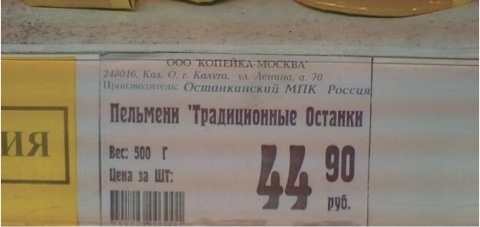 ООО "КОПЕЙКА-МОСКВА"
248016. Кал. О, г. Калуга, ул. Ленина, д. 70
Производитель: Останкинский МПК Россия
Пельмени "Традиционные Останки
ИЯ
Вес: 500 Г
Цена за ШТ:
44 90
руб.